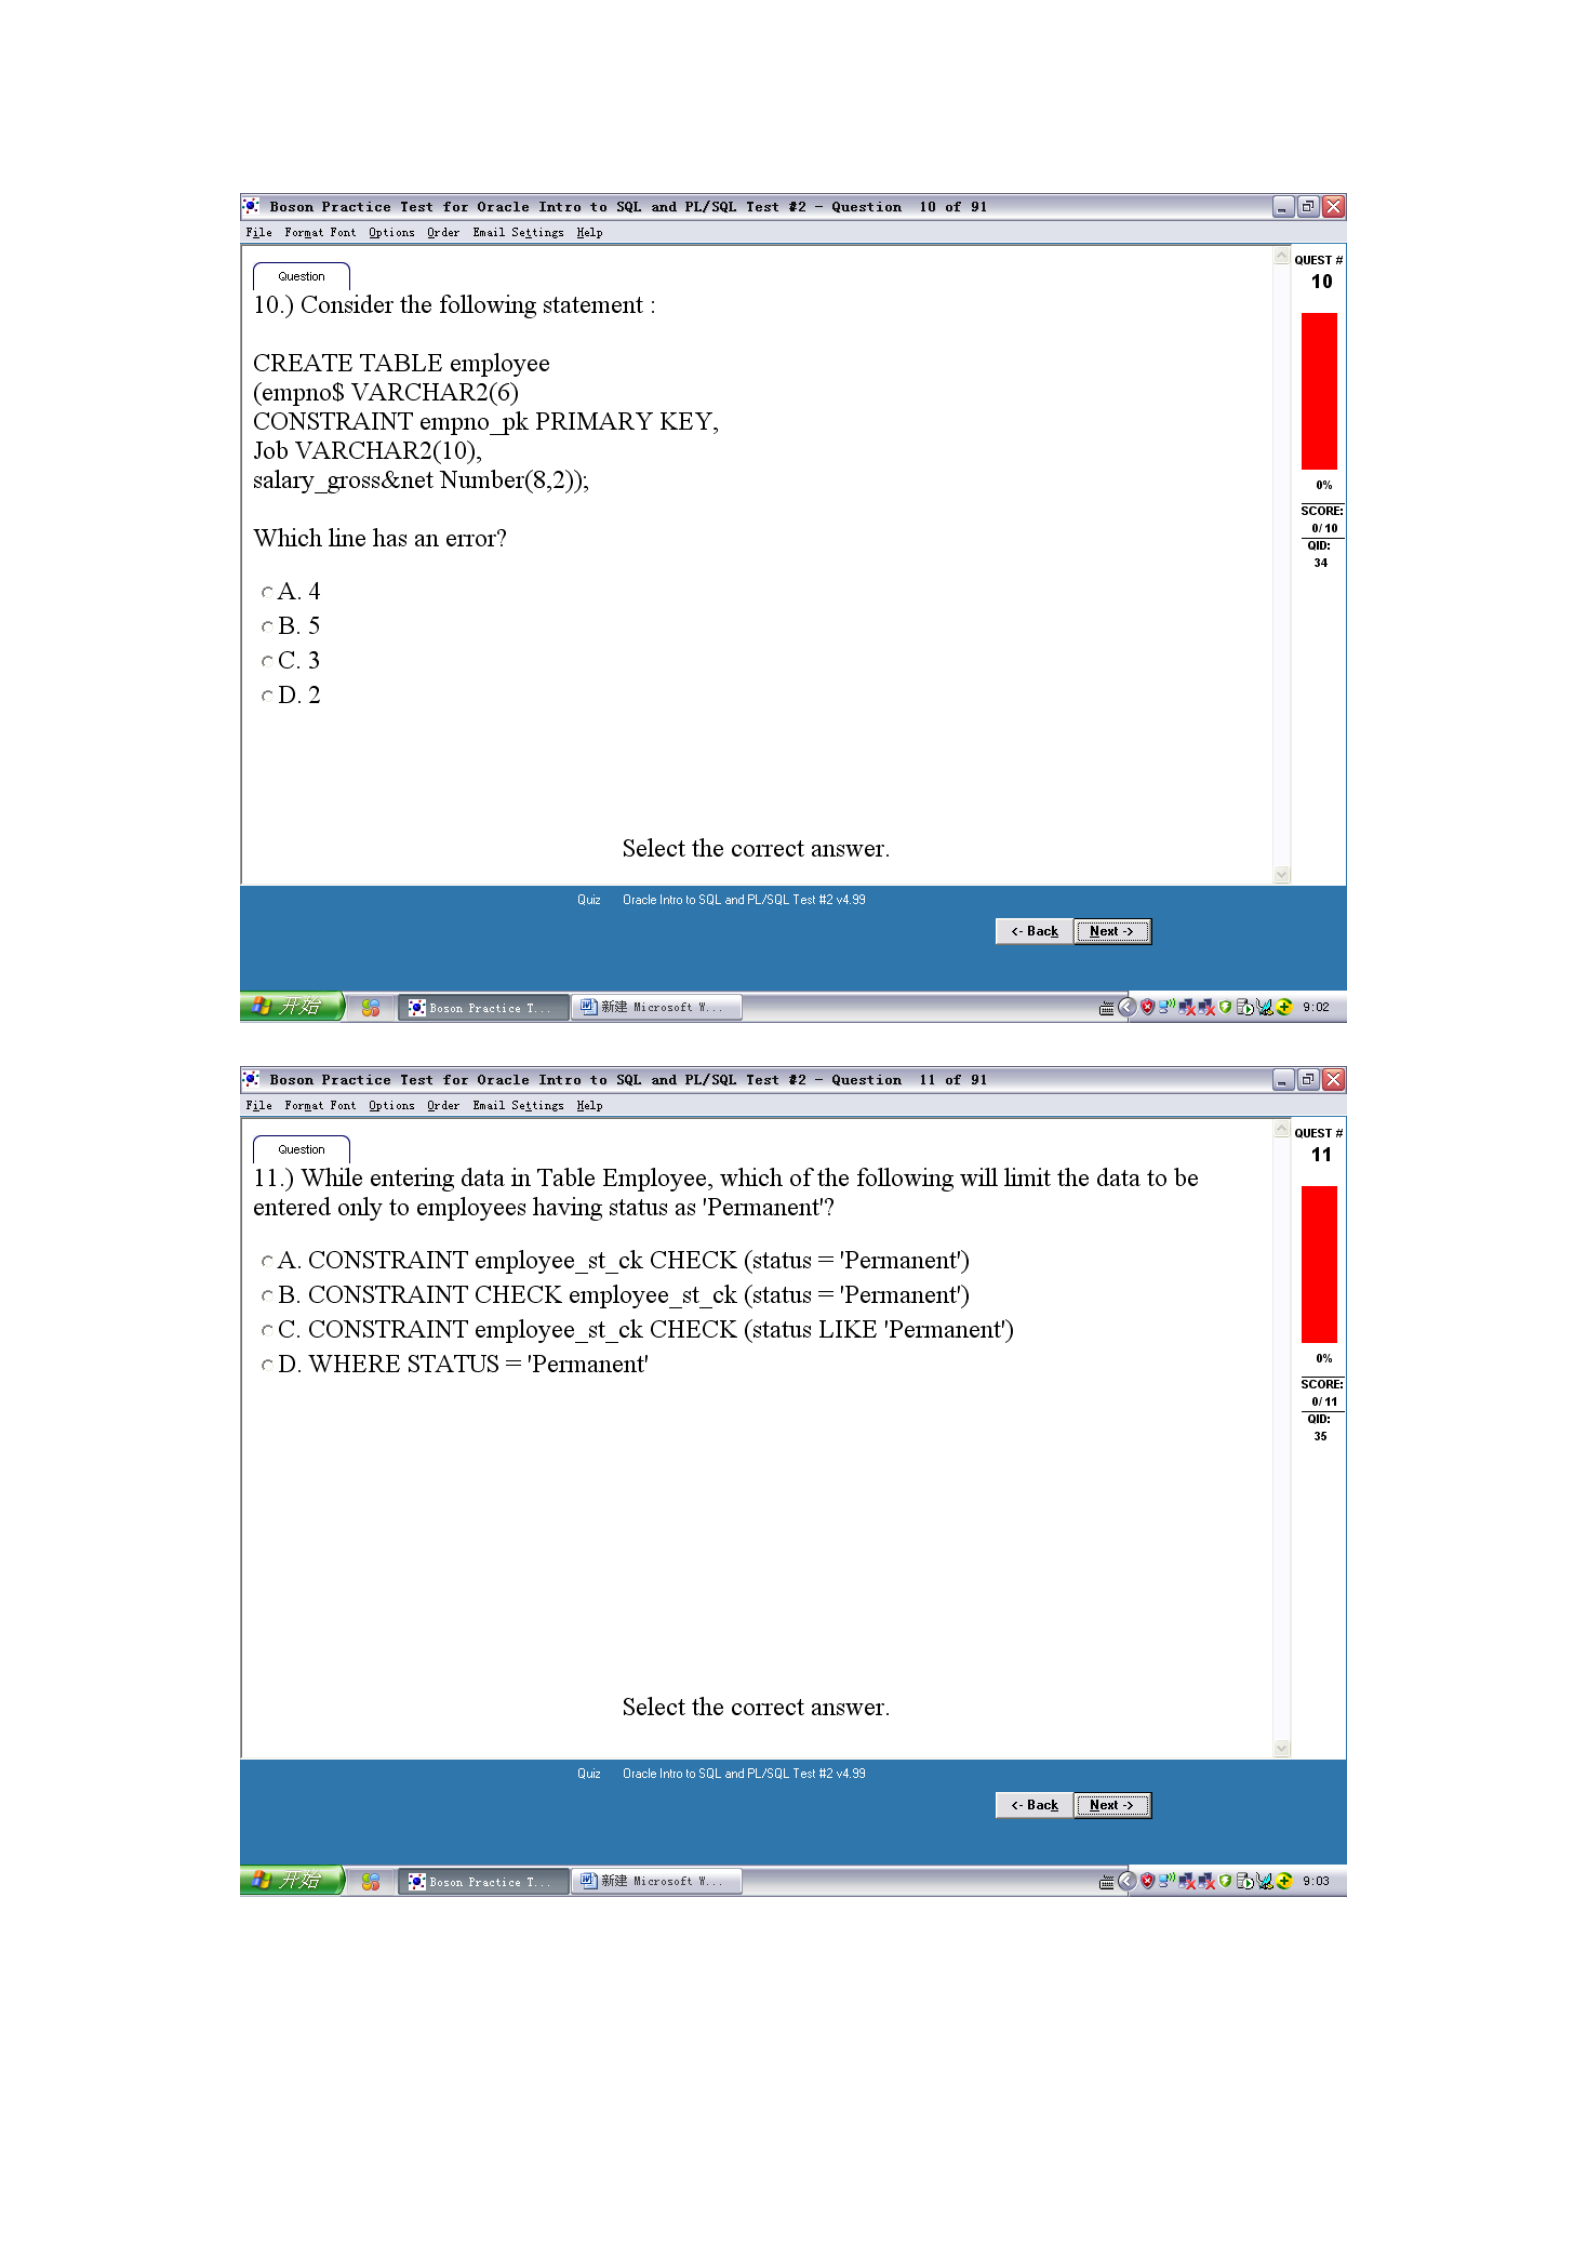 Boson Practice Test for Oracle Intro to SQL and PL/SQL Test #2 - Question 10 of 91
File Format Font Options Order Email Settings Help
Question
QUEST #
10
10.) Consider the following statement :
CREATE TABLE employee
(empno$ VARCHAR2(6)
CONSTRAINT empno_pk PRIMARY KEY,
Job VARCHAR2(10),
salary_gross&net Number(8,2));
Which line has an error?
0%
SCORE:
0/10
QID:
34
A. 4
B. 5
C. 3
D. 2
Select the correct answer.
Quiz Oracle Intro to SQL and PL/SQL Test #2 v4.99
<- Back Next ->
开始 Boson Practice T... 新建 Microsoft W... 9:02
Boson Practice Test for Oracle Intro to SQL and PL/SQL Test #2 - Question 11 of 91
File Format Font Options Order Email Settings Help
Question
QUEST #
11
11.) While entering data in Table Employee, which of the following will limit the data to be
entered only to employees having status as 'Permanent'?
A. CONSTRAINT employee_st_ck CHECK (status = 'Permanent')
B. CONSTRAINT CHECK employee_st_ck (status = 'Permanent')
C. CONSTRAINT employee_st_ck CHECK (status LIKE 'Permanent')
D. WHERE STATUS = 'Permanent'
0%
SCORE:
0/11
QID:
35
Select the correct answer.
Quiz Oracle Intro to SQL and PL/SQL Test #2 v4.99
<- Back Next ->
开始 Boson Practice T... 新建 Microsoft W... 9:03